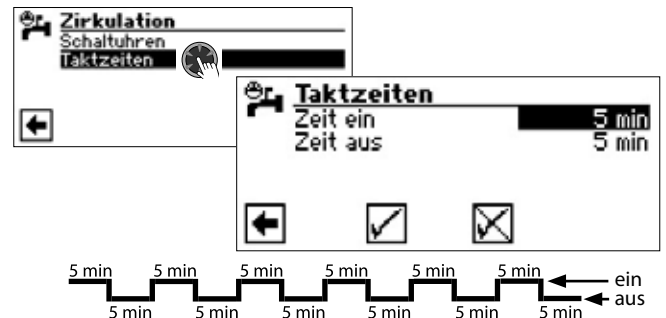 Zirkulation
Schaltuhren
Taktzeiten
Taktzeiten
Zeit ein 5 min
Zeit aus 5 min
5 min 5 min 5 min 5 min 5 min 5 min ein
aus
5 min 5 min 5 min 5 min 5 min 5 min